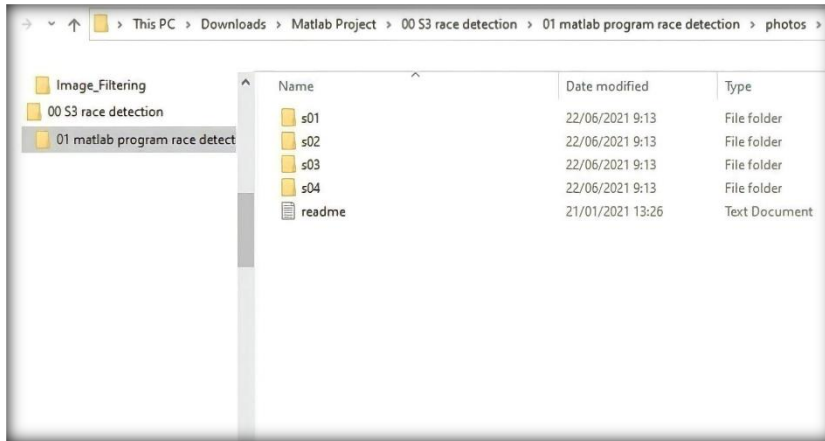 > This PC > Downloads > Matlab Project > 00 S3 race detection > 01 matlab program race detection > photos >
Image_Filtering
00 S3 race detection
01 matlab program race detect
Name Date modified Type
s01 22/06/2021 9:13 File folder
s02 22/06/2021 9:13 File folder
s03 22/06/2021 9:13 File folder
s04 22/06/2021 9:13 File folder
readme 21/01/2021 13:26 Text Document